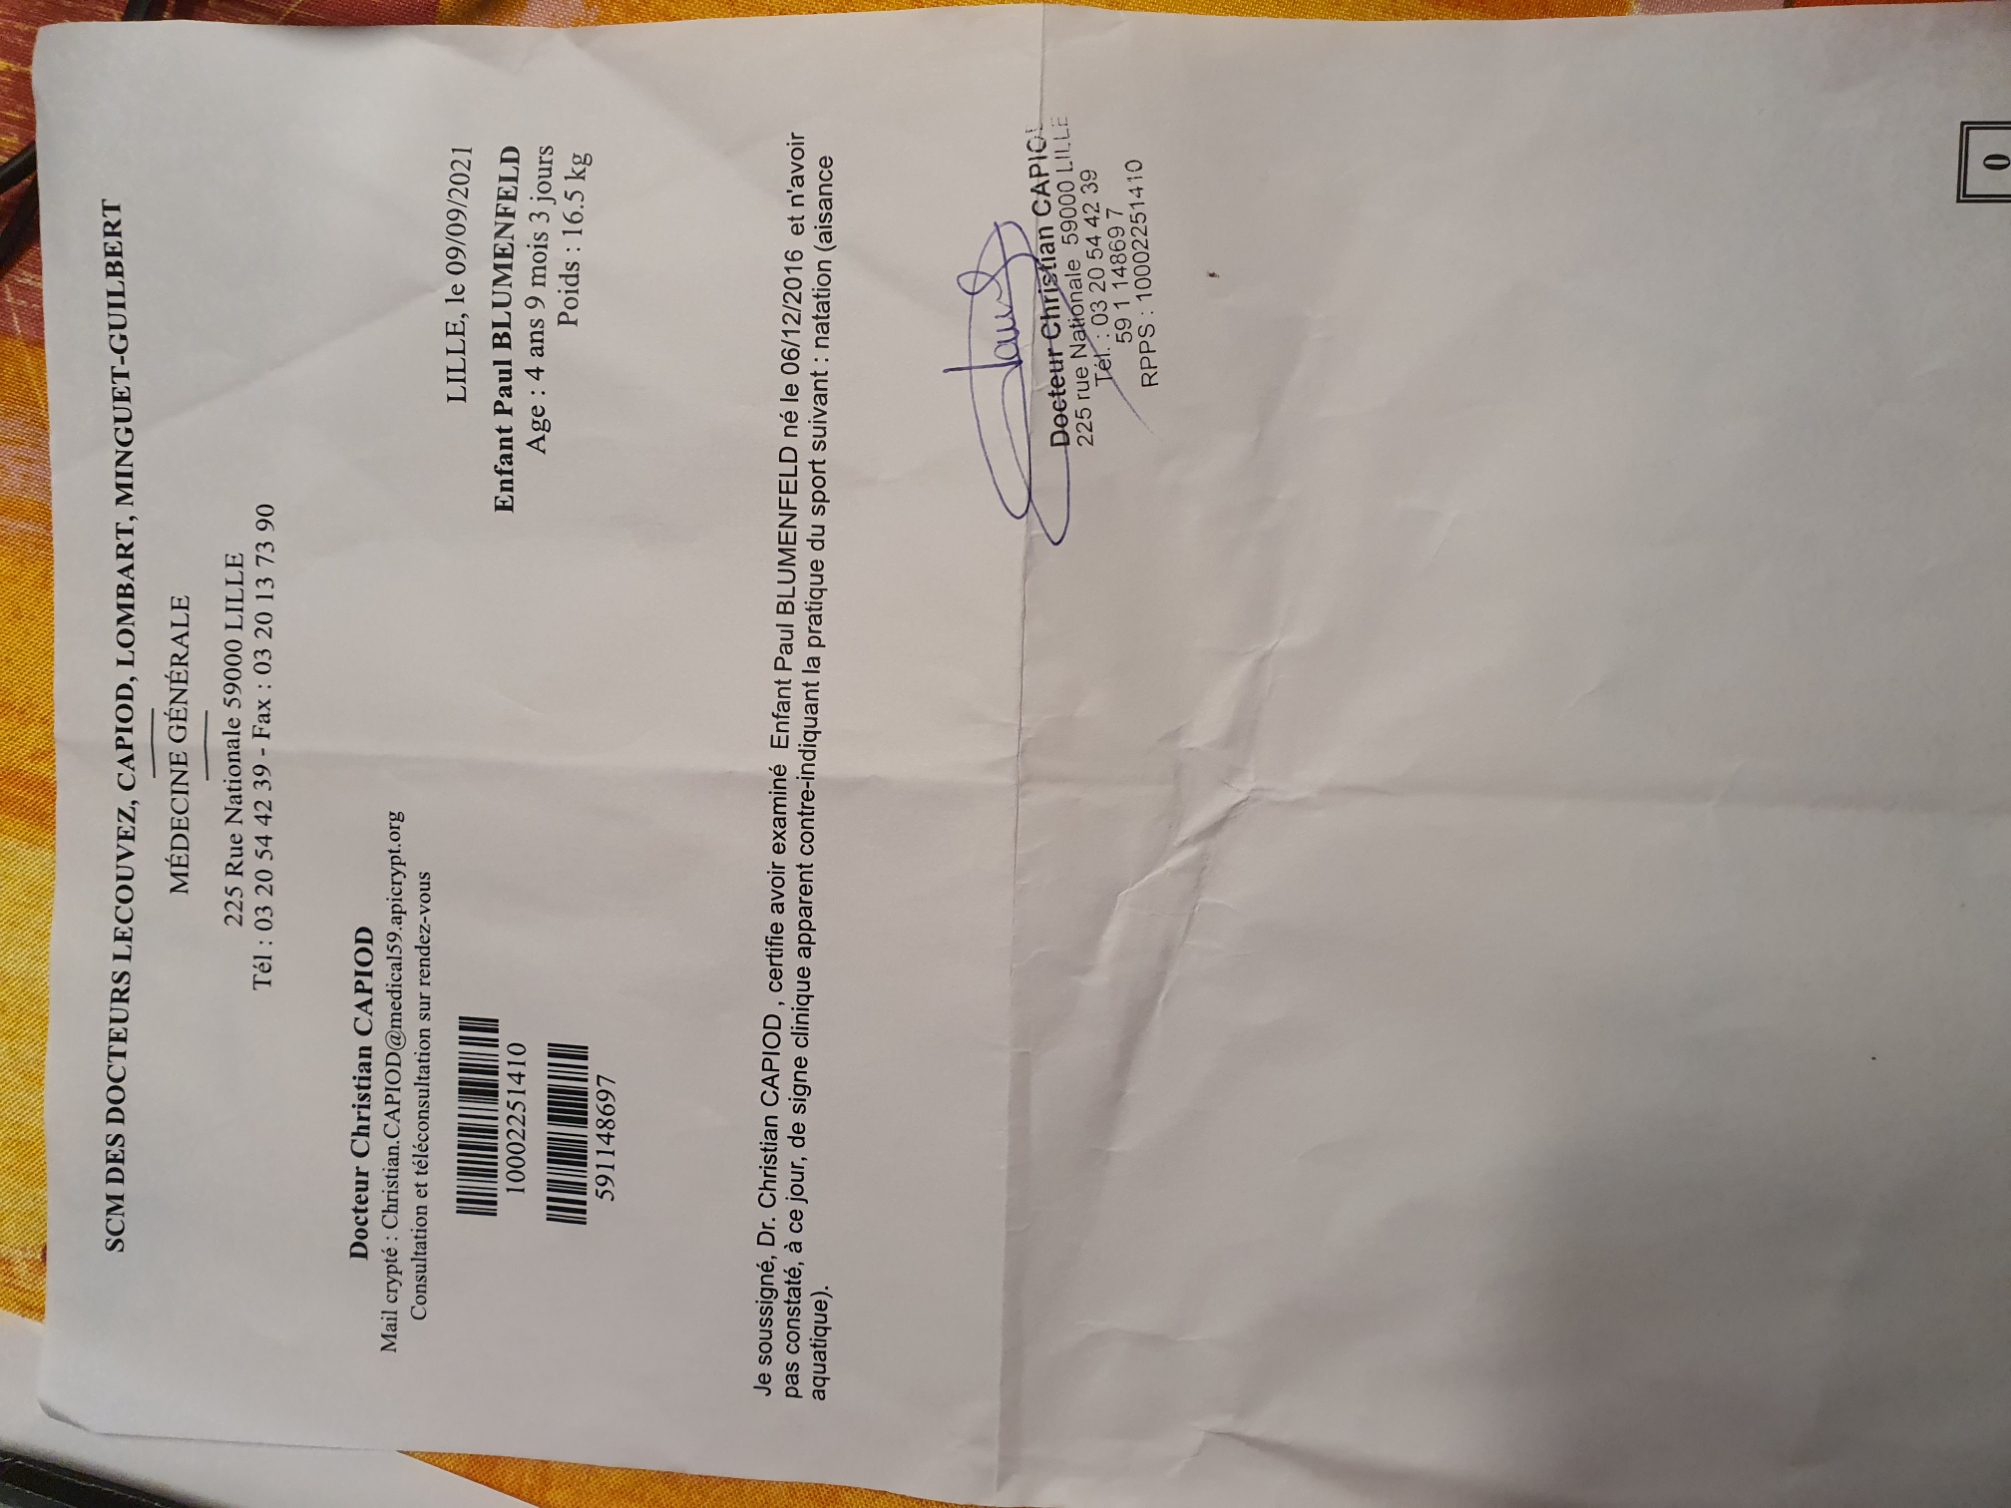 SCM DES DOCTEURS LECOUVEZ, CAPIOD, LOMBART, MINGUET-GUILBERT
MÉDECINE GÉNÉRALE
225 Rue Nationale 59000 LILLE
Tél : 03 20 54 42 39 - Fax : 03 20 13 73 90
Docteur Christian CAPIOD
Mail crypté : Christian.CAPIOD@medical59.apicrypt.org
Consultation et téléconsultation sur rendez-vous
10002251410
591148697
LILLE, le 09/09/2021
Enfant Paul BLUMENFELD
Age : 4 ans 9 mois 3 jours
Poids : 16.5 kg
Je soussigné, Dr. Christian CAPIOD , certifie avoir examiné Enfant Paul BLUMENFELD né le 06/12/2016 et n'avoir
pas constaté, à ce jour, de signe clinique apparent contre-indiquant la pratique du sport suivant : natation (aisance
aquatique).
Docteur Christian CAPIOD
225 rue Nationale 59000 LILLE
Tél. : 03 20 54 42 39
59 1 14869 7
RPPS : 10002251410
0